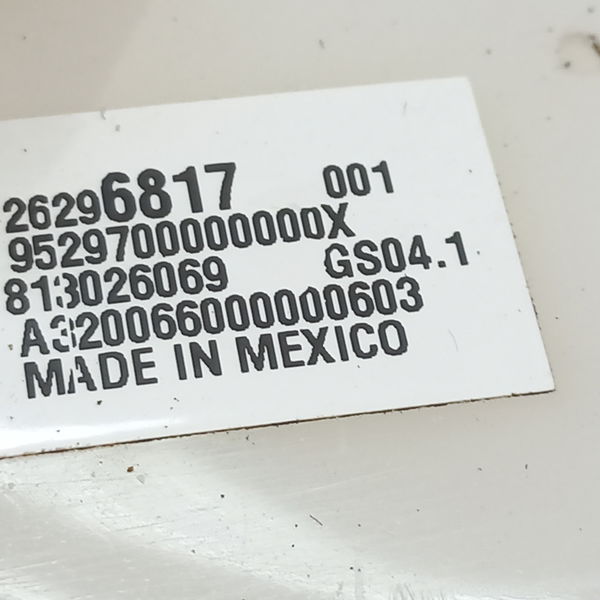 26296817 001
9529700000000X
813026069 GS04.1
A320066000000603
MADE IN MEXICO